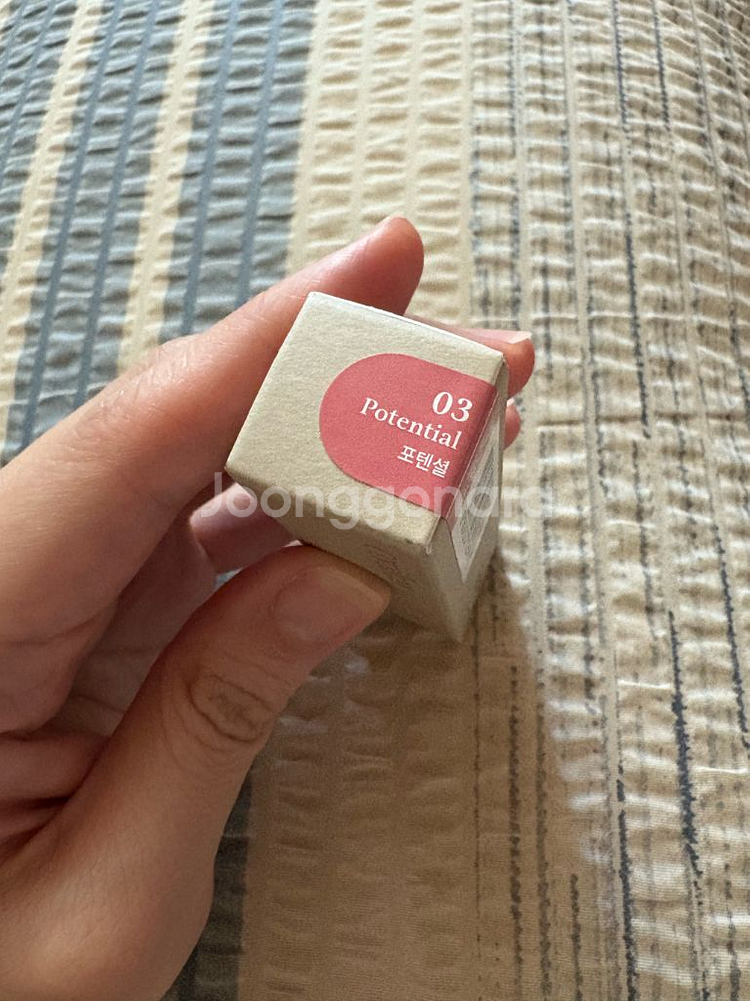 03
Potential
포텐셜
Joonggonara